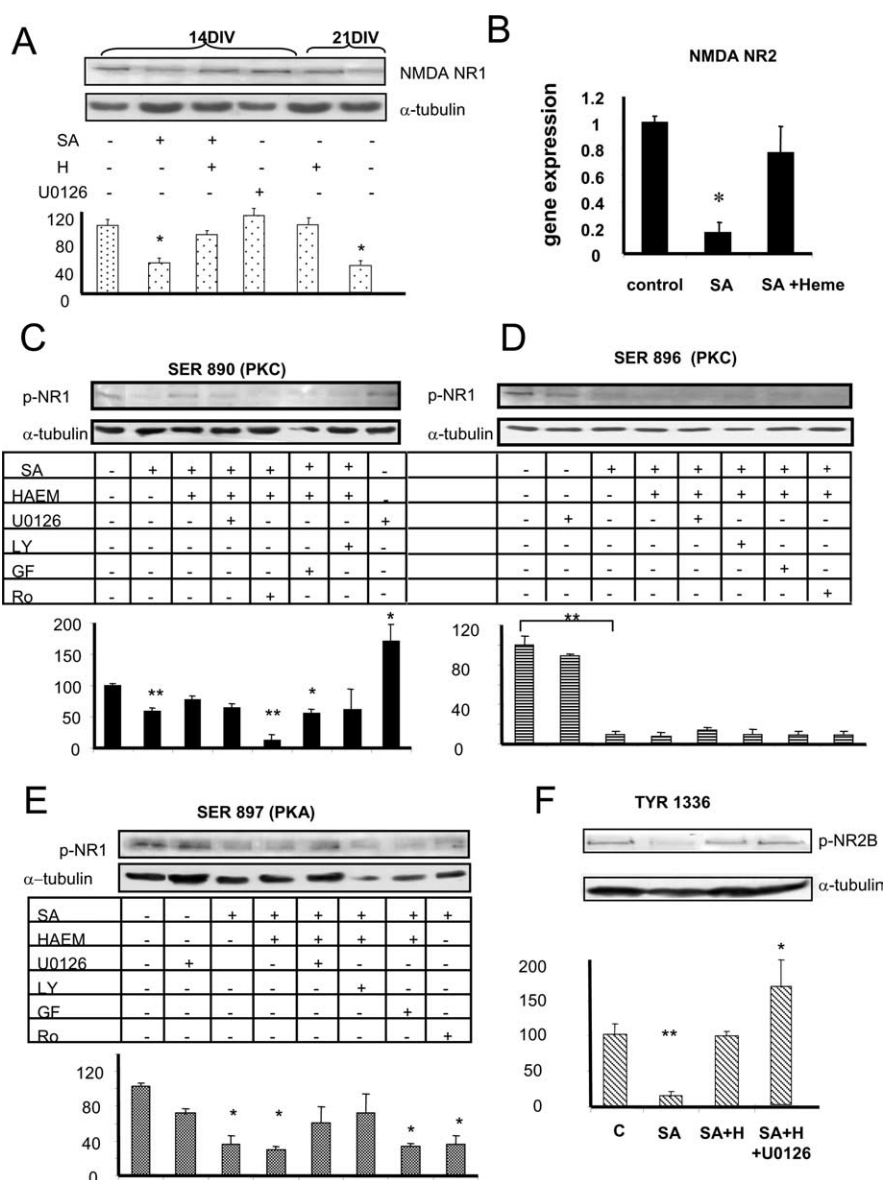 A
14DIV 21DIV
NMDA NR1
α-tubulin
SA - + + - - -
H - - + - + -
U0126 - - - + - -
120
80
40
0
* *
B
NMDA NR2
gene expression
1.2
1
0.8
0.6
0.4
0.2
0
*
control SA SA +Heme
C
SER 890 (PKC)
p-NR1
α-tubulin
D
SER 896 (PKC)
p-NR1
α-tubulin
SA - + + + + + + - - - + + + + + +
HAEM - - + + + + + - - - - + + + + +
U0126 - - - + - - - + - + - - + - - -
LY - - - - - - + - - - - - - + - -
GF - - - - - + - - - - - - - - + -
Ro - - - - + - - - - - - - - - - +
200
150
100
50
0
** ** * *
120
80
40
0
**
E
SER 897 (PKA)
p-NR1
α-tubulin
SA - - + + + + + +
HAEM - - - + + + + -
U0126 - + - - + - - -
LY - - - - - + - -
GF - - - - - - + -
Ro - - - - - - - +
120
80
40
0
* * * *
F
TYR 1336
p-NR2B
α-tubulin
200
150
100
50
0
** *
C SA SA+H SA+H
+U0126